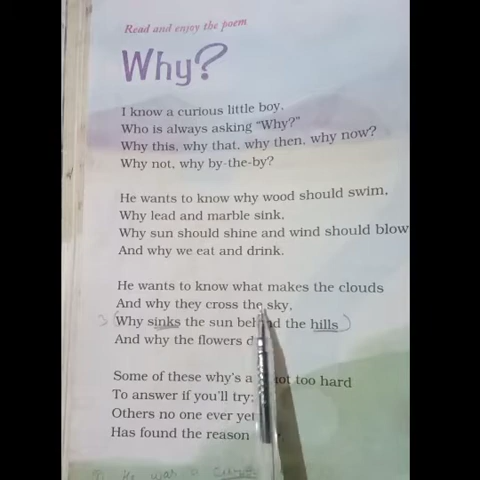 Read and enjoy the poem
Why?
I know a curious little boy,
Who is always asking "Why?"
Why this, why that, why then, why now?
Why not, why by-the-by?
He wants to know why wood should swim,
Why lead and marble sink,
Why sun should shine and wind should blow
And why we eat and drink.
He wants to know what makes the clouds
And why they cross the sky,
Why sinks the sun behind the hills
And why the flowers
Some of these why's not too hard
To answer if you'll try;
Others no one ever yet
Has found the reason
He was a